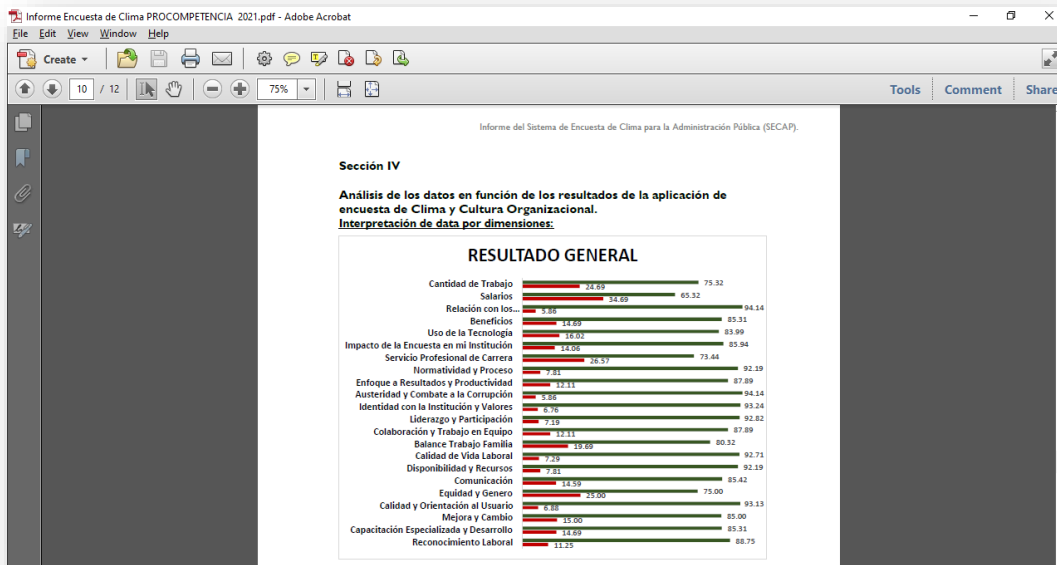 Informe Encuesta de Clima PROCOMPETENCIA 2021.pdf - Adobe Acrobat
File Edit View Window Help
Create
10 / 12 75% Tools Comment Share
Informe del Sistema de Encuesta de Clima para la Administración Pública (SECAP).
Sección IV
Análisis de los datos en función de los resultados de la aplicación de
encuesta de Clima y Cultura Organizacional.
Interpretación de data por dimensiones:
RESULTADO GENERAL
Cantidad de Trabajo 75.32
24.69
Salarios 65.32
34.69
Relación con los... 94.14
5.86
Beneficios 85.31
14.69
Uso de la Tecnología 83.99
16.02
Impacto de la Encuesta en mi Institución 85.94
14.06
Servicio Profesional de Carrera 73.44
26.57
Normatividad y Proceso 92.19
7.81
Enfoque a Resultados y Productividad 87.89
12.11
Austeridad y Combate a la Corrupción 94.14
5.86
Identidad con la Institución y Valores 93.24
6.76
Liderazgo y Participación 92.82
7.19
Colaboración y Trabajo en Equipo 87.89
12.11
Balance Trabajo Familia 80.32
19.69
Calidad de Vida Laboral 92.71
7.29
Disponibilidad y Recursos 92.19
7.81
Comunicación 85.42
14.59
Equidad y Genero 75.00
25.00
Calidad y Orientación al Usuario 93.13
6.88
Mejora y Cambio 85.00
15.00
Capacitación Especializada y Desarrollo 85.31
14.69
Reconocimiento Laboral 88.75
11.25